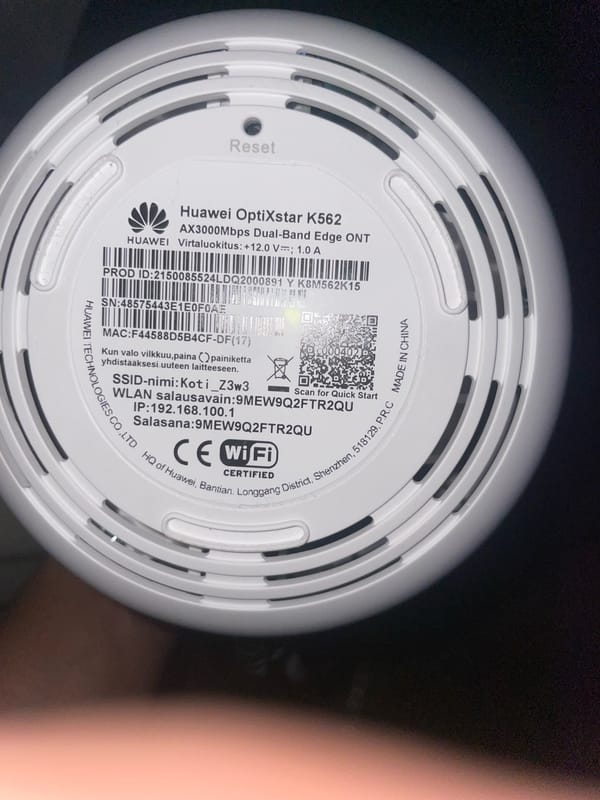 Reset
HUAWEI
Huawei OptiXstar K562
AX3000Mbps Dual-Band Edge ONT
Virtaluokitus:+12.0 V⎓; 1.0 A
PROD ID:2150085524LDQ2000891 Y K8M562K15
SN:48575443E1E0F0A
MAC:F44588D5B4CF-DF(17)
Kun valo vilkkuu,paina ( ) painiketta
yhdistääksesi uuteen laitteeseen.
Scan for Quick Start
SSID-nimi:Koti_Z3w3
WLAN salausavain:9MEW9Q2FTR2QU
IP:192.168.100.1
Salasana:9MEW9Q2FTR2QU
CE WiFi
CERTIFIED
HUAWEI TECHNOLOGIES CO.,LTD HQ of Huawei, Bantian, Longgang District, Shenzhen, 518129, P.R.C MADE IN CHINA